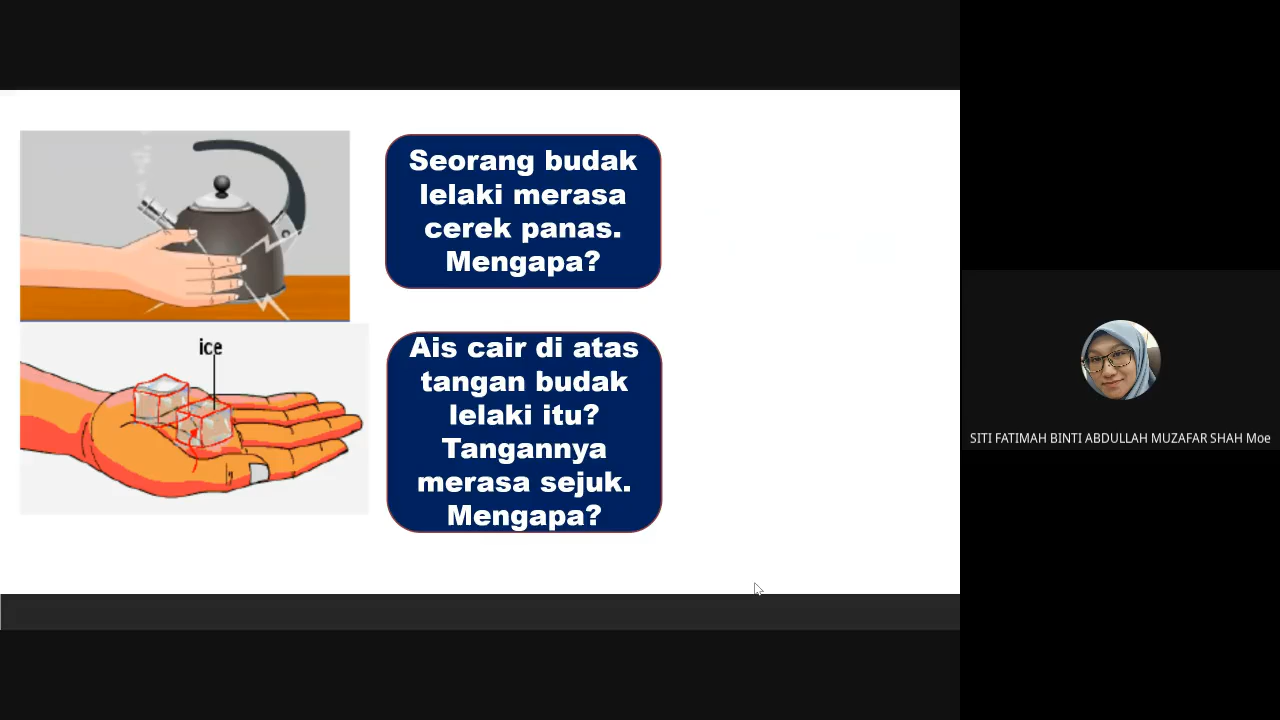 Seorang budak
lelaki merasa
cerek panas.
Mengapa?
ice
Ais cair di atas
tangan budak
lelaki itu?
Tangannya
merasa sejuk.
Mengapa?
SITI FATIMAH BINTI ABDULLAH MUZAFAR SHAH Moe